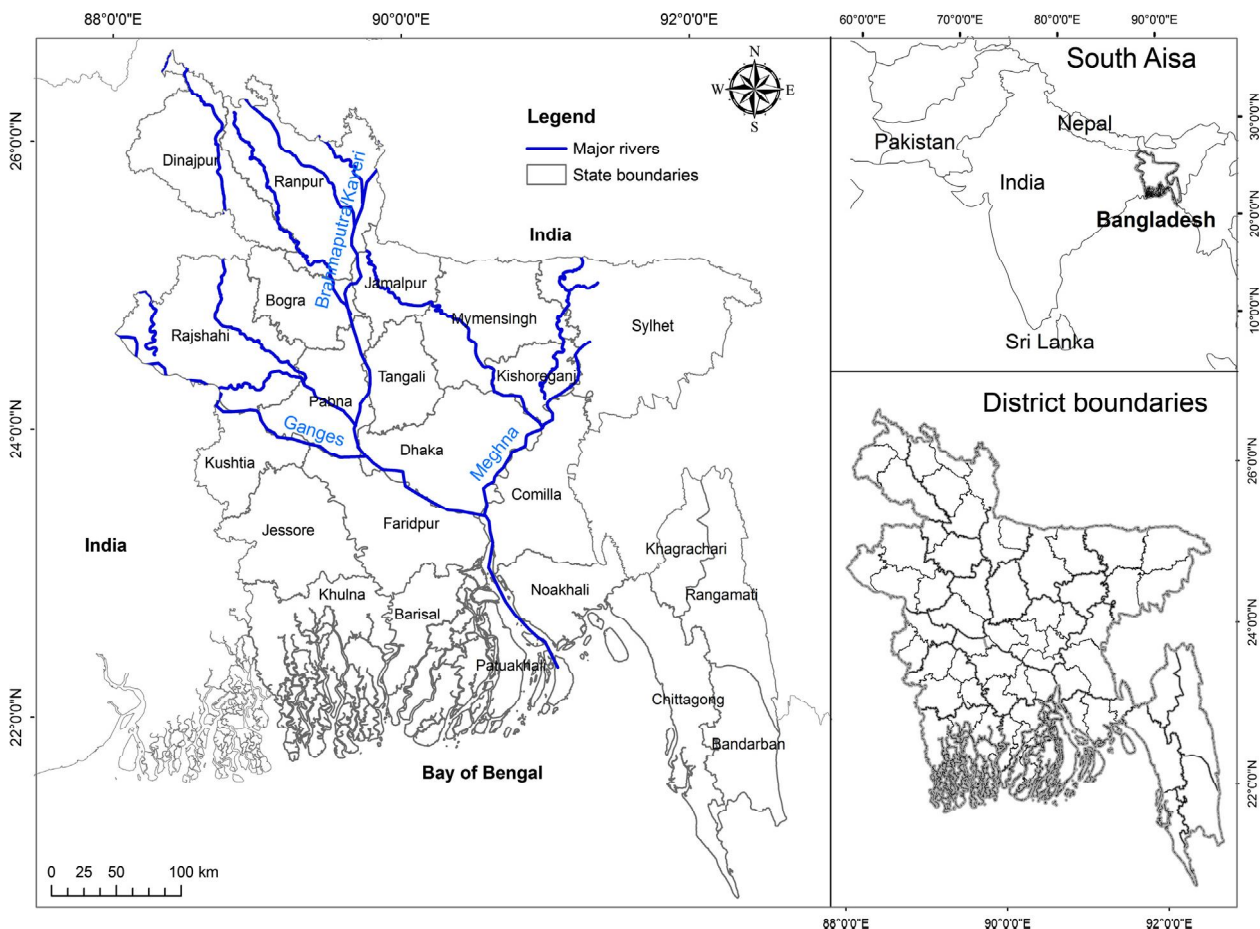 88°0'0"E 90°0'0"E 92°0'0"E
26°0'0"N
24°0'0"N
22°0'0"N
N
W E
S
Legend
Major rivers
State boundaries
Dinajpur
Ranpur
Brahmaputra/Kaveri
India
Bogra
Jamalpur
Mymensingh
Sylhet
Rajshahi
Tangali
Kishoreganj
Pabna
Ganges
Dhaka
Meghna
Kushtia
Comilla
Jessore
Faridpur
India
Khagrachari
Khulna
Barisal
Noakhali
Rangamati
Patuakhali
Chittagong
Bandarban
Bay of Bengal
0 25 50 100 km
60°0'0"E 70°0'0"E 80°0'0"E 90°0'0"E
South Aisa
Nepal
Pakistan
India
Bangladesh
Sri Lanka
30°0'0"N
20°0'0"N
10°0'0"N
District boundaries
26°0'0"N
24°0'0"N
22°0'0"N
88°0'0"E 90°0'0"E 92°0'0"E